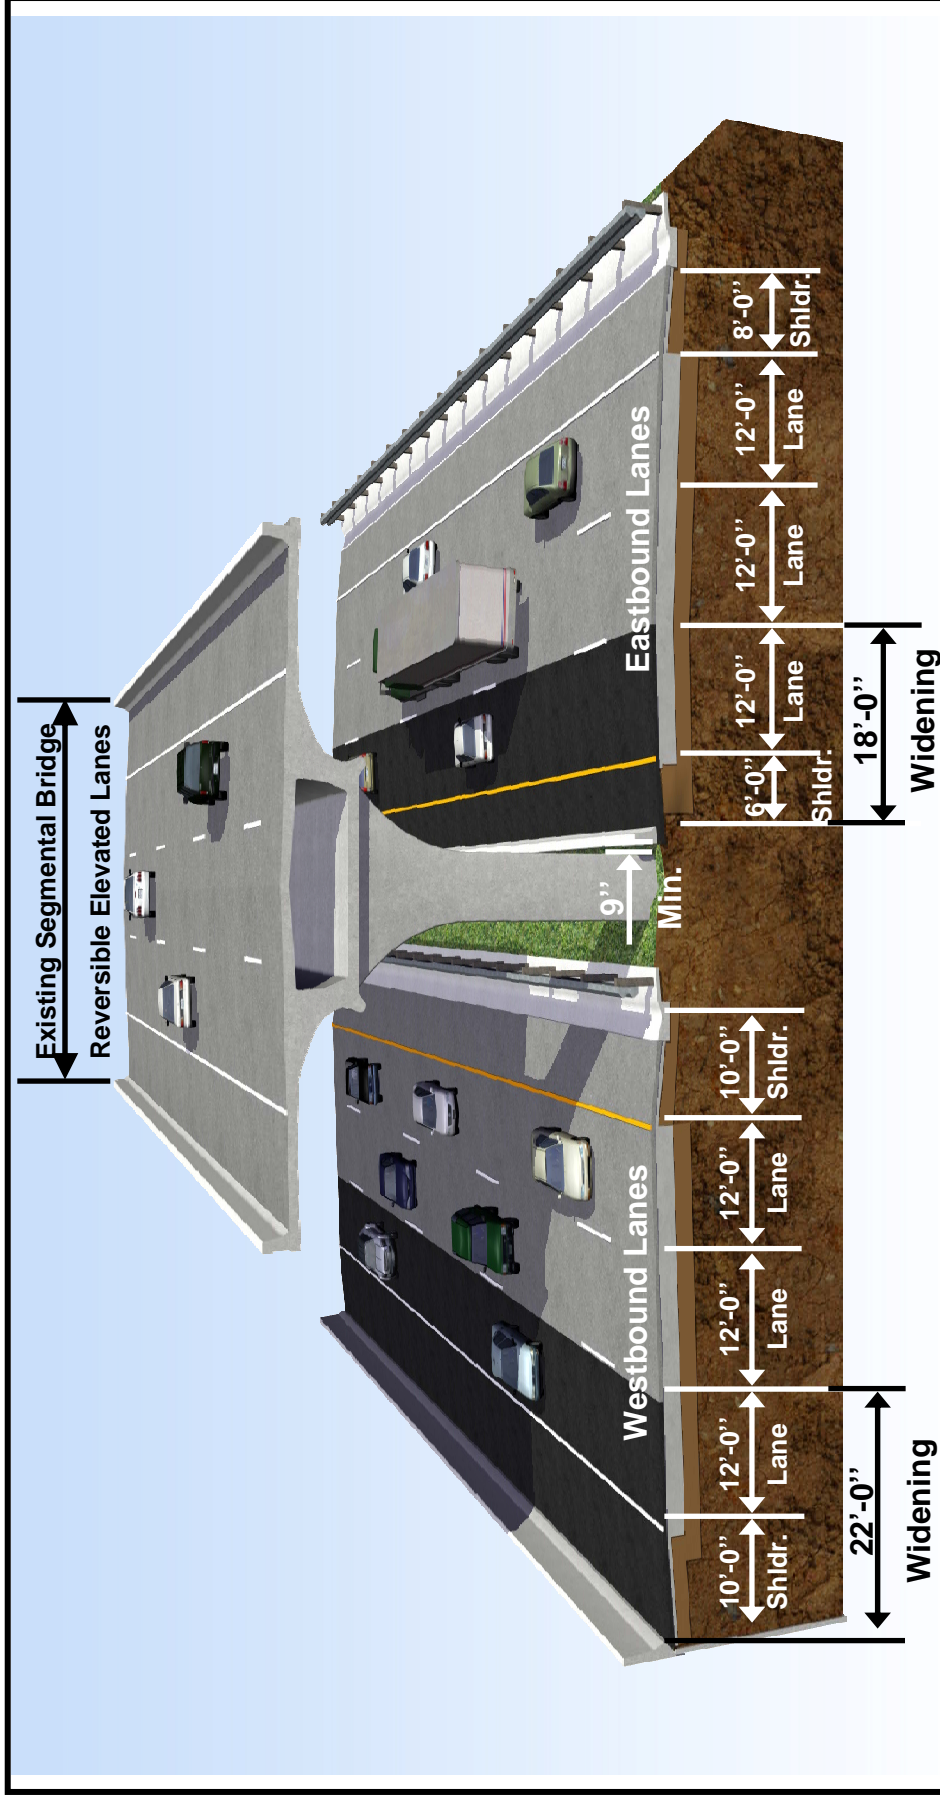 Existing Segmental Bridge
Reversible Elevated Lanes
Westbound Lanes
Eastbound Lanes
9”
Min.
10’-0”
Shldr.
12’-0”
Lane
12’-0”
Lane
12’-0”
Lane
10’-0”
Shldr.
6’-0”
Shldr.
12’-0”
Lane
12’-0”
Lane
12’-0”
Lane
8’-0”
Shldr.
22’-0”
Widening
18’-0”
Widening